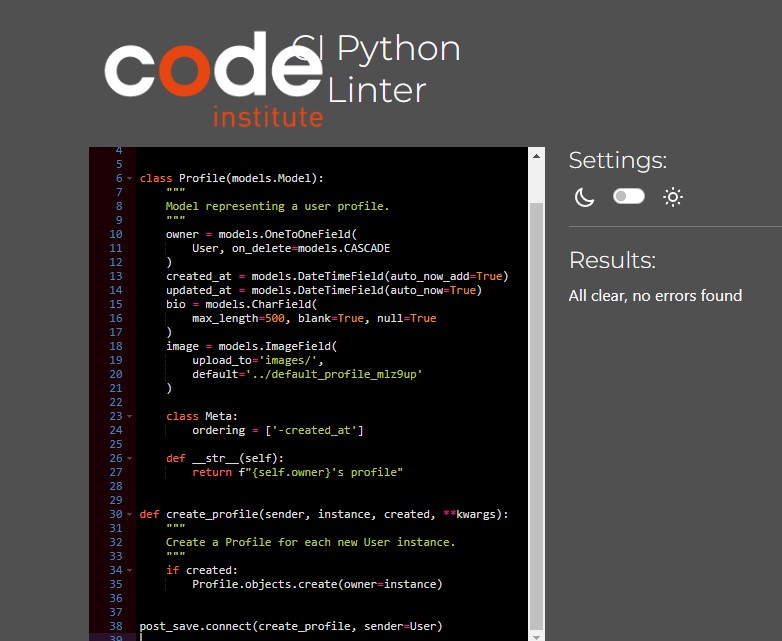 code
institute
CI Python
Linter
4
5
6 class Profile(models.Model):
7     """
8     Model representing a user profile.
9     """
10     owner = models.OneToOneField(
11         User, on_delete=models.CASCADE
12     )
13     created_at = models.DateTimeField(auto_now_add=True)
14     updated_at = models.DateTimeField(auto_now=True)
15     bio = models.CharField(
16         max_length=500, blank=True, null=True
17     )
18     image = models.ImageField(
19         upload_to='images/',
20         default='../default_profile_mlz9up'
21     )
22
23     class Meta:
24         ordering = ['-created_at']
25
26     def __str__(self):
27         return f"{self.owner}'s profile"
28
29
30 def create_profile(sender, instance, created, **kwargs):
31     """
32     Create a Profile for each new User instance.
33     """
34     if created:
35         Profile.objects.create(owner=instance)
36
37
38 post_save.connect(create_profile, sender=User)
39
Settings:
Results:
All clear, no errors found